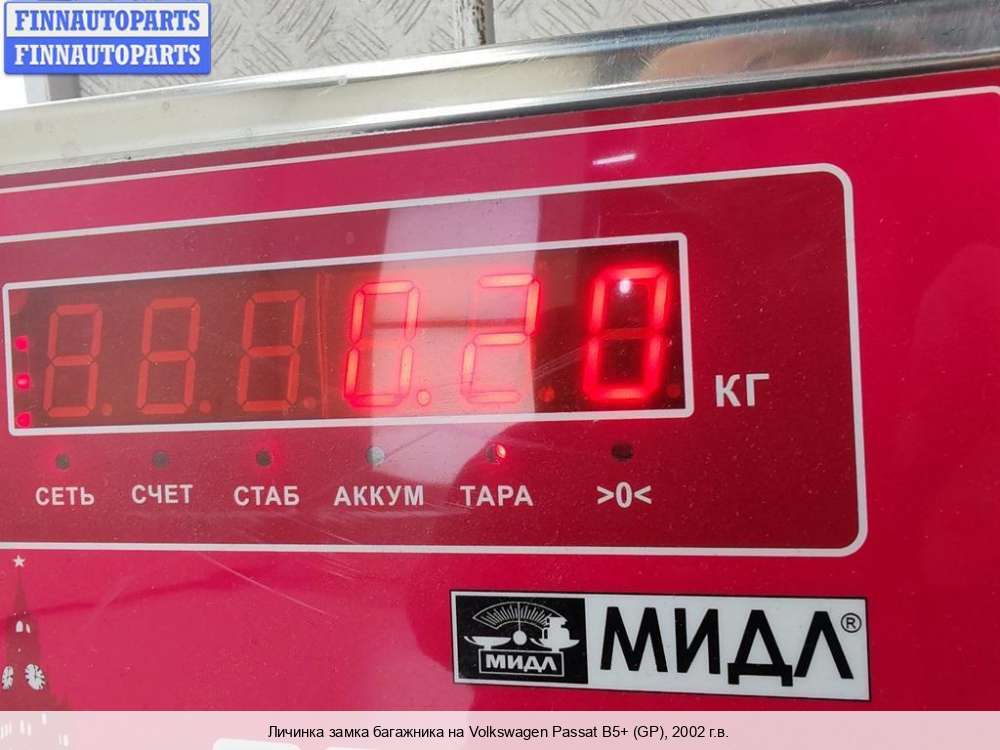 FINNAUTOPARTS
FINNAUTOPARTS
0.20
КГ
СЕТЬ СЧЕТ СТАБ АККУМ ТАРА >0<
МИДЛ МИДЛ®
Личинка замка багажника на Volkswagen Passat B5+ (GP), 2002 г.в.